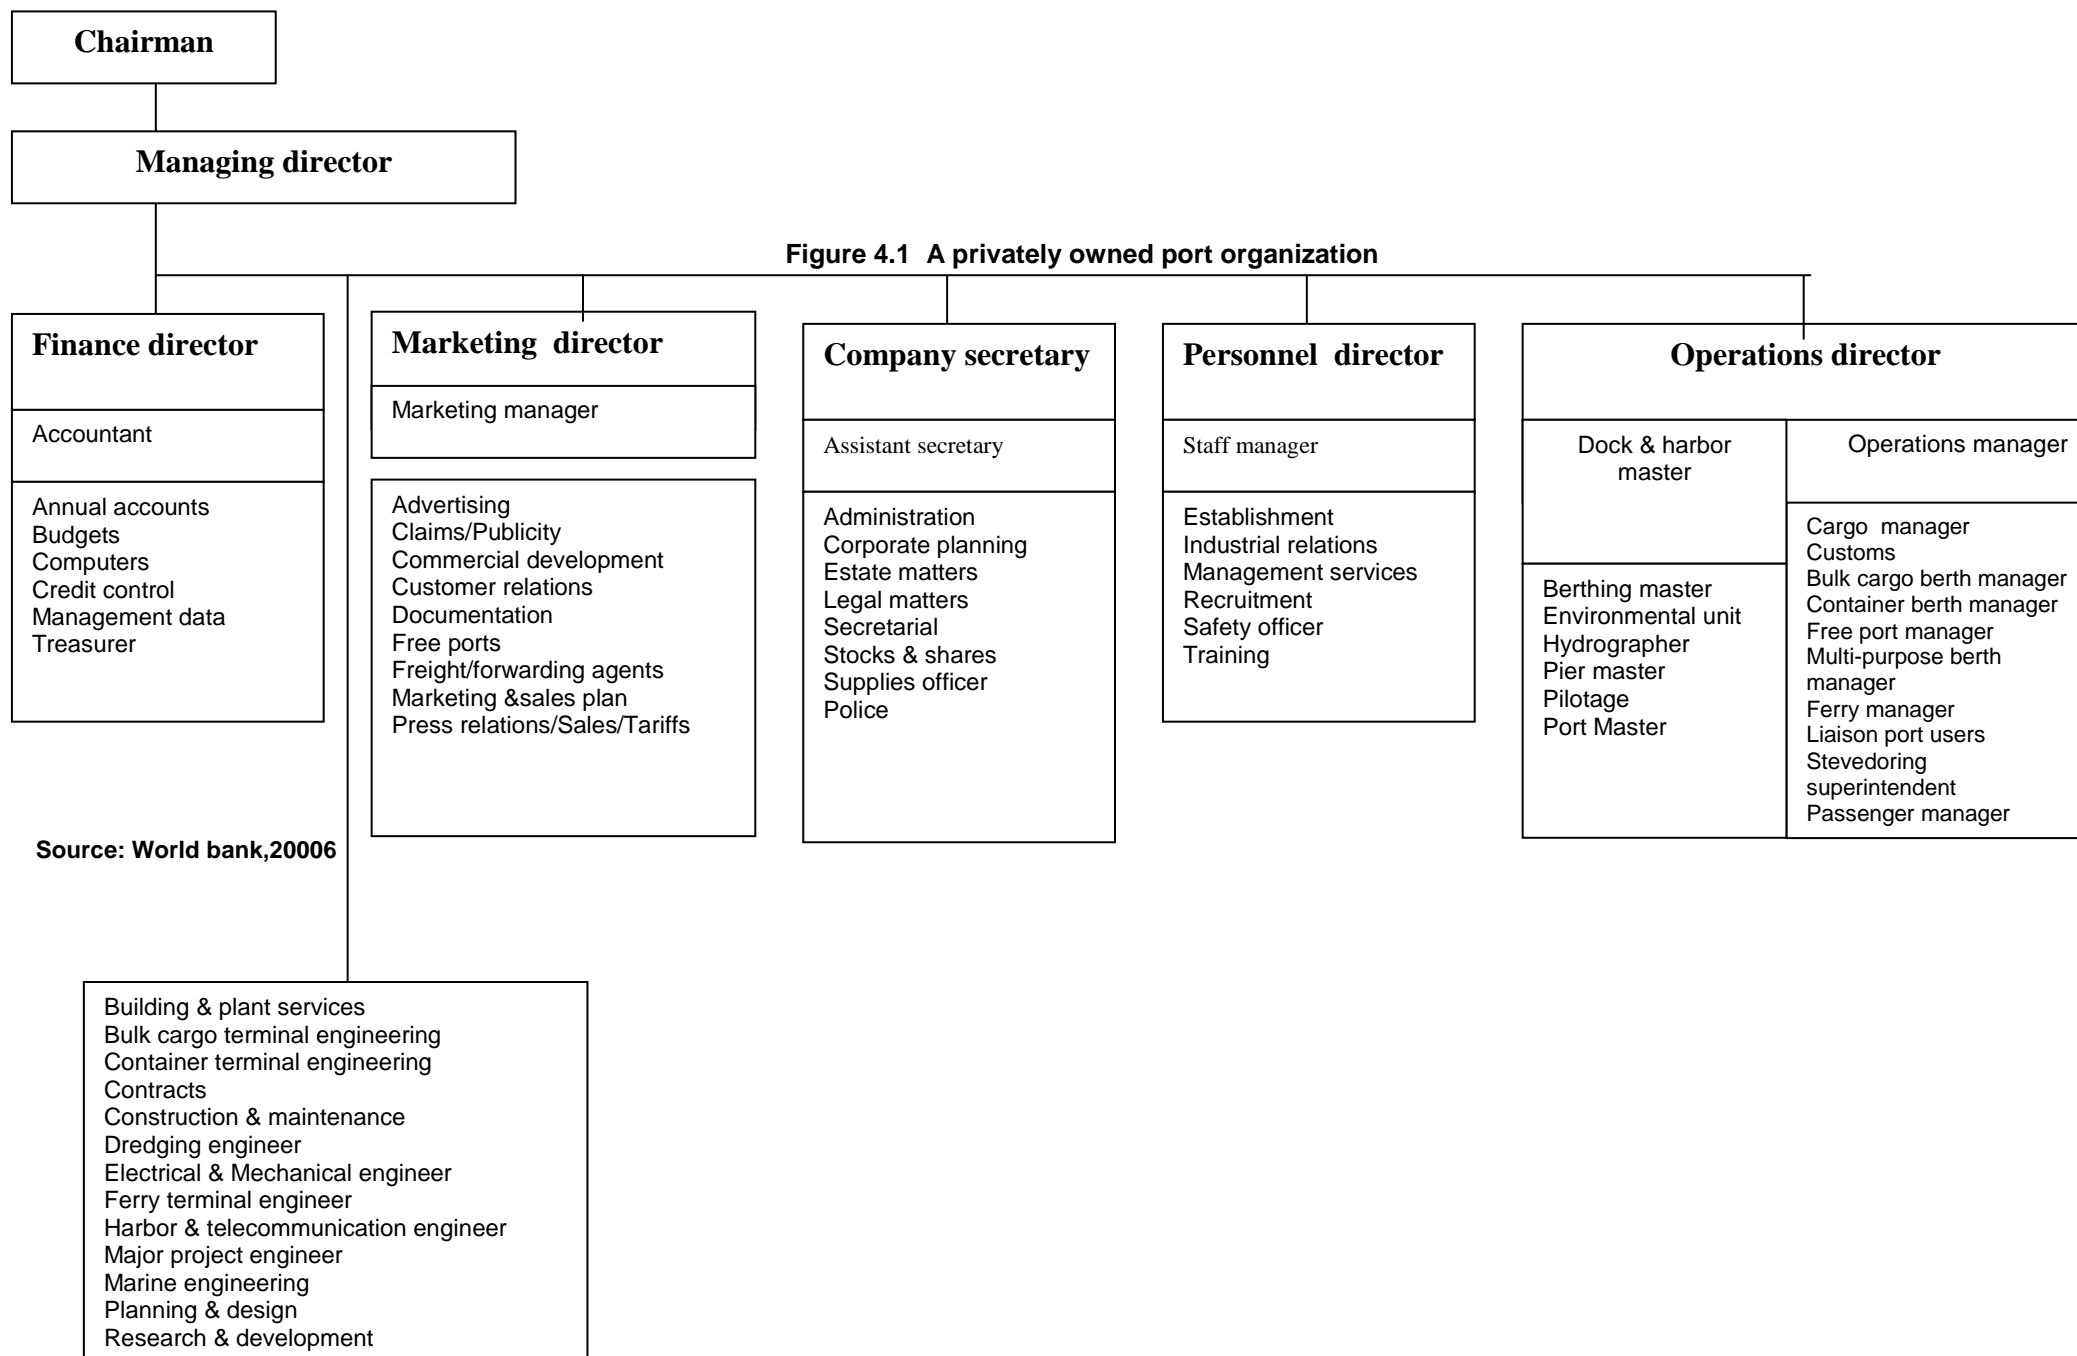 Chairman
Managing director
Figure 4.1 A privately owned port organization
Finance director
Accountant
Annual accounts
Budgets
Computers
Credit control
Management data
Treasurer
Marketing director
Marketing manager
Advertising
Claims/Publicity
Commercial development
Customer relations
Documentation
Free ports
Freight/forwarding agents
Marketing &sales plan
Press relations/Sales/Tariffs
Company secretary
Assistant secretary
Administration
Corporate planning
Estate matters
Legal matters
Secretarial
Stocks & shares
Supplies officer
Police
Personnel director
Staff manager
Establishment
Industrial relations
Management services
Recruitment
Safety officer
Training
Operations director
Dock & harbor
master
Berthing master
Environmental unit
Hydrographer
Pier master
Pilotage
Port Master
Operations manager
Cargo manager
Customs
Bulk cargo berth manager
Container berth manager
Free port manager
Multi-purpose berth
manager
Ferry manager
Liaison port users
Stevedoring
superintendent
Passenger manager
Source: World bank,20006
Building & plant services
Bulk cargo terminal engineering
Container terminal engineering
Contracts
Construction & maintenance
Dredging engineer
Electrical & Mechanical engineer
Ferry terminal engineer
Harbor & telecommunication engineer
Major project engineer
Marine engineering
Planning & design
Research & development